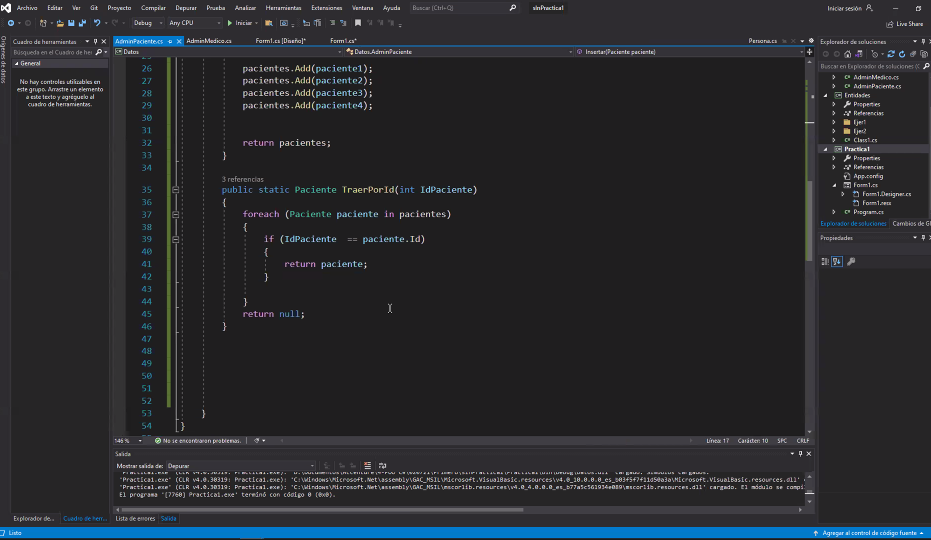 Archivo Editar Ver Git Proyecto Compilar Depurar Prueba Analizar Herramientas Extensiones Ventana Ayuda Buscar (Ctrl+Q) slnPractica1 Iniciar sesión
Debug Any CPU Iniciar Live Share
Orígenes de datos
Cuadro de herramientas
Búsqueda en el Cuadro de herramientas
General
No hay controles utilizables en
este grupo. Arrastre un elemento
a este texto y agréguelo al
cuadro de herramientas.
AdminPaciente.cs AdminMedico.cs Form1.cs [Diseño]* Form1.cs* Persona.cs
Datos Datos.AdminPaciente Insertar(Paciente paciente)
26 pacientes.Add(paciente1);
27 pacientes.Add(paciente2);
28 pacientes.Add(paciente3);
29 pacientes.Add(paciente4);
30
31
32 return pacientes;
33 }
34
3 referencias
35 public static Paciente TraerPorId(int IdPaciente)
36 {
37 foreach (Paciente paciente in pacientes)
38 {
39 if (IdPaciente == paciente.Id)
40 {
41 return paciente;
42 }
43
44 }
45 return null;
46 }
47
48
49
50
51
52
53 }
54 }
146 % No se encontraron problemas. Línea: 17 Carácter: 10 SPC CRLF
Explorador de soluciones
Buscar en Explorador de soluciones
AdminMedico.cs
AdminPaciente.cs
Entidades
Properties
Referencias
Ejer1
Ejer2
Class1.cs
Practica1
Properties
Referencias
App.config
Form1.cs
Form1.Designer.cs
Form1.resx
Program.cs
Explorador de soluciones Cambios de GI
Propiedades
Salida
Mostrar salida de: Depurar
"Practica1.exe" (CLR v4.0.30319: Practica1.exe): "C:\Windows\Microsoft.Net\assembly\GAC_MSIL\Microsoft.VisualBasic.resources\v4.0_10.0.0.0_es_b03f5f7f11d50a3a\Microsoft.VisualBasic.resources.dll" cargado.
"Practica1.exe" (CLR v4.0.30319: Practica1.exe): "C:\Windows\Microsoft.Net\assembly\GAC_MSIL\mscorlib.resources\v4.0_4.0.0.0_es_b77a5c561934e089\mscorlib.resources.dll" cargado. El módulo se compi
El programa "[7760] Practica1.exe" terminó con código 0 (0x0).
Explorador de... Cuadro de herr... Lista de errores Salida
Listo Agregar al control de código fuente